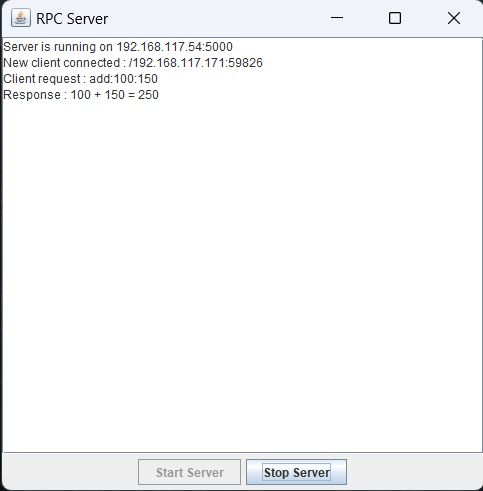 RPC Server
Server is running on 192.168.117.54:5000
New client connected : /192.168.117.171:59826
Client request : add:100:150
Response : 100 + 150 = 250
Start Server
Stop Server